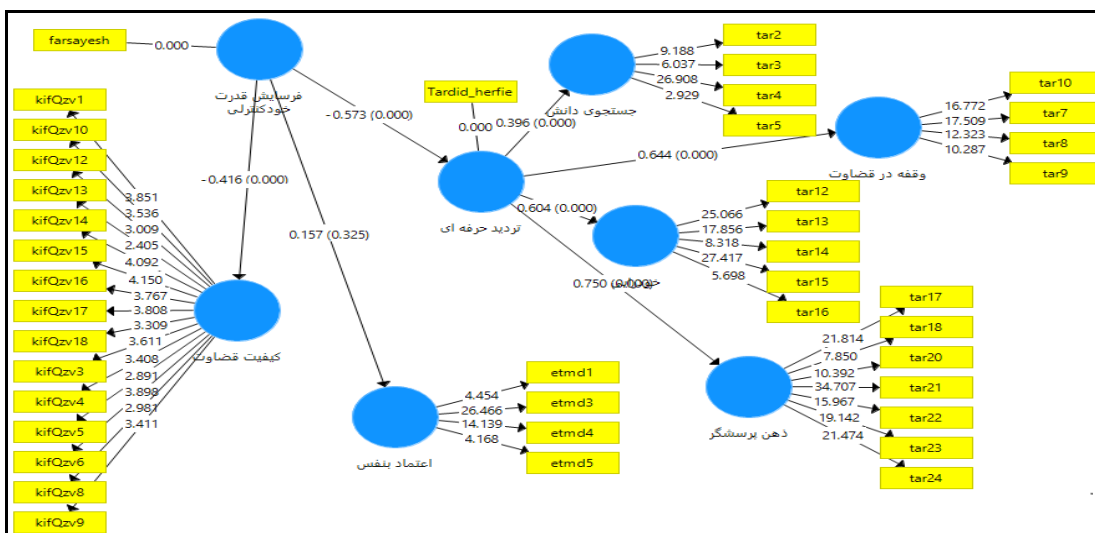 farsayesh
0.000
فرسایش قدرت
خودکنترلی
-0.573 (0.000)
-0.416 (0.000)
0.157 (0.325)
Tardid_herfie
0.000
تردید حرفه ای
0.396 (0.000)
0.644 (0.000)
0.604 (0.000)
0.750 (0.000)
جستجوی دانش
9.188
6.037
26.908
2.929
tar2
tar3
tar4
tar5
وقفه در قضاوت
16.772
17.509
12.323
10.287
tar10
tar7
tar8
tar9
25.066
17.856
8.318
27.417
5.698
tar12
tar13
tar14
tar15
tar16
ذهن پرسشگر
21.814
7.850
10.392
34.707
15.967
19.142
21.474
tar17
tar18
tar20
tar21
tar22
tar23
tar24
اعتماد بنفس
4.454
26.466
14.139
4.168
etmd1
etmd3
etmd4
etmd5
کیفیت قضاوت
3.851
3.536
3.009
2.405
4.092
4.150
3.767
3.808
3.309
3.611
3.408
2.891
3.898
2.981
3.411
kifQzv1
kifQzv10
kifQzv12
kifQzv13
kifQzv14
kifQzv15
kifQzv16
kifQzv17
kifQzv18
kifQzv3
kifQzv4
kifQzv5
kifQzv6
kifQzv8
kifQzv9